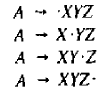 A → ·XYZ
A → X·YZ
A → XY·Z
A → XYZ·